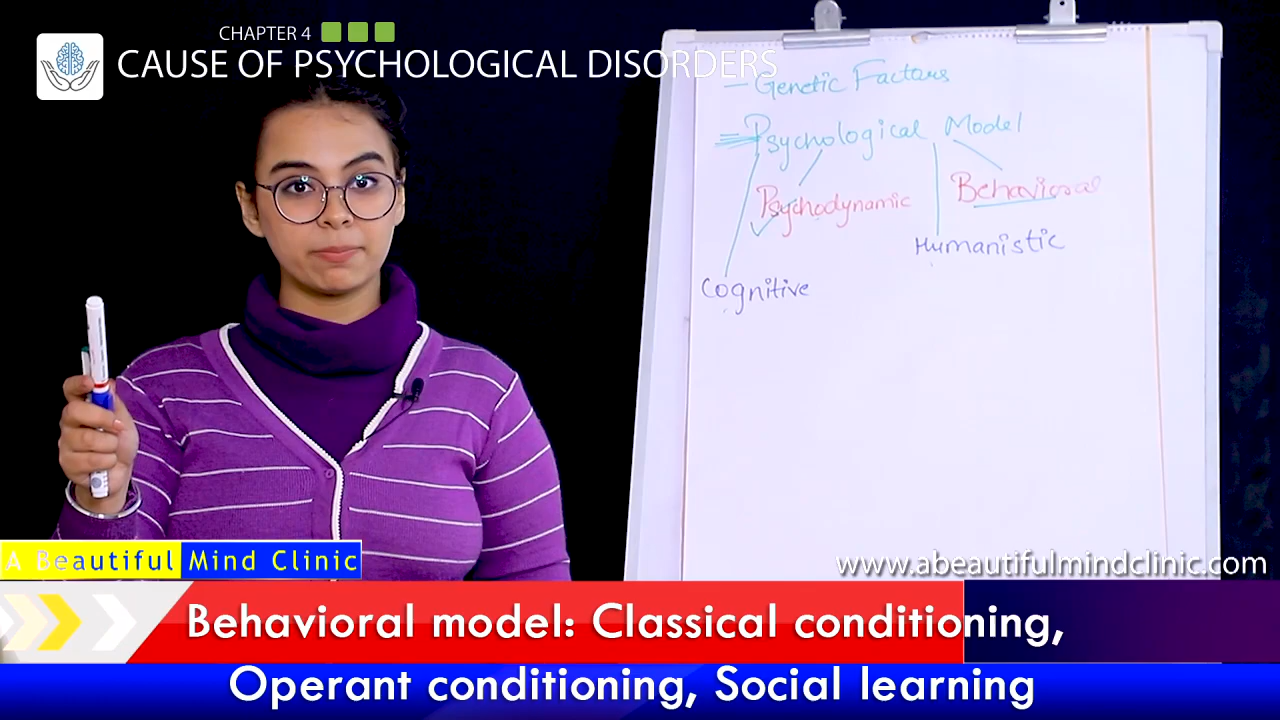 CHAPTER 4
CAUSE OF PSYCHOLOGICAL DISORDERS
– Genetic Factors
Psychological Model
Psychodynamic
Behavioral
Humanistic
Cognitive
A Beautiful Mind Clinic
www.abeautifulmindclinic.com
Behavioral model: Classical conditioning,
Operant conditioning, Social learning